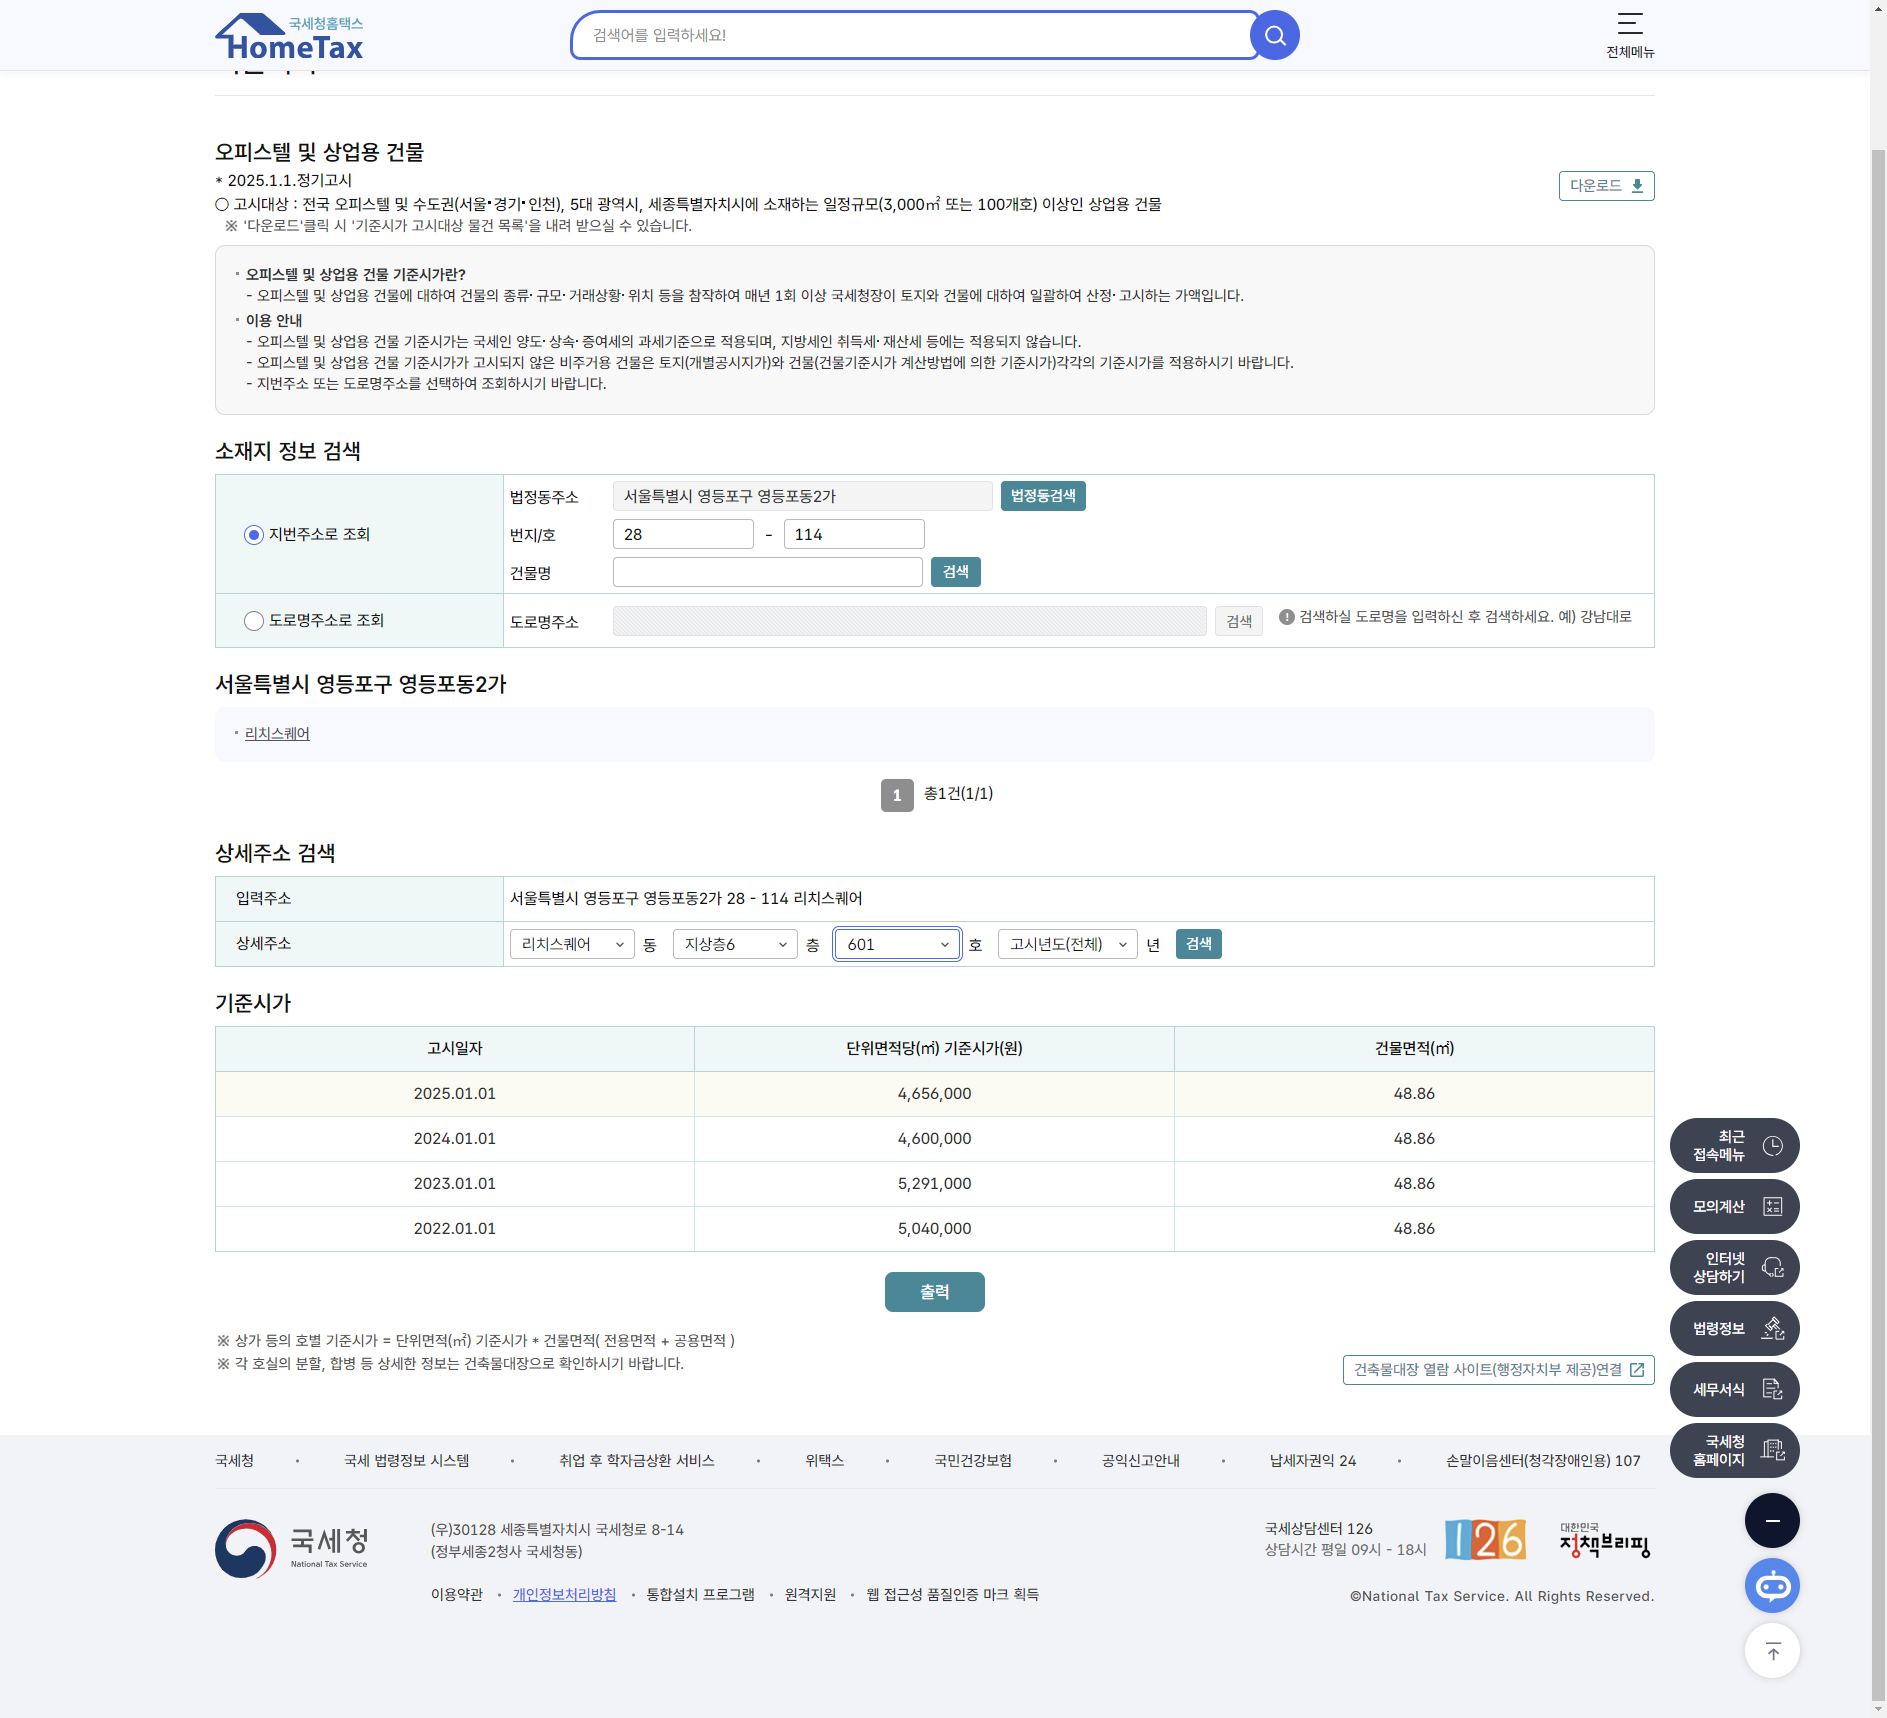 국세청홈택스
HomeTax
검색어를 입력하세요!
전체메뉴
오피스텔 및 상업용 건물
* 2025.1.1.정기고시
다운로드
○ 고시대상 : 전국 오피스텔 및 수도권(서울·경기·인천), 5대 광역시, 세종특별자치시에 소재하는 일정규모(3,000㎡ 또는 100개호) 이상인 상업용 건물
※ '다운로드'클릭 시 '기준시가 고시대상 물건 목록'을 내려 받으실 수 있습니다.
· 오피스텔 및 상업용 건물 기준시가란?
- 오피스텔 및 상업용 건물에 대하여 건물의 종류·규모·거래상황·위치 등을 참작하여 매년 1회 이상 국세청장이 토지와 건물에 대하여 일괄하여 산정·고시하는 가액입니다.
· 이용 안내
- 오피스텔 및 상업용 건물 기준시가는 국세인 양도·상속·증여세의 과세기준으로 적용되며, 지방세인 취득세·재산세 등에는 적용되지 않습니다.
- 오피스텔 및 상업용 건물 기준시가가 고시되지 않은 비주거용 건물은 토지(개별공시지가)와 건물(건물기준시가 계산방법에 의한 기준시가)각각의 기준시가를 적용하시기 바랍니다.
- 지번주소 또는 도로명주소를 선택하여 조회하시기 바랍니다.
소재지 정보 검색
지번주소로 조회
법정동주소 서울특별시 영등포구 영등포동2가 법정동검색
번지/호 28 - 114
건물명 검색
도로명주소로 조회 도로명주소 검색 검색하실 도로명을 입력하신 후 검색하세요. 예) 강남대로
서울특별시 영등포구 영등포동2가
· 리치스퀘어
1 총1건(1/1)
상세주소 검색
입력주소 서울특별시 영등포구 영등포동2가 28 - 114 리치스퀘어
상세주소 리치스퀘어 동 지상층6 층 601 호 고시년도(전체) 년 검색
기준시가
고시일자 단위면적당(㎡) 기준시가(원) 건물면적(㎡)
2025.01.01 4,656,000 48.86
2024.01.01 4,600,000 48.86
2023.01.01 5,291,000 48.86
2022.01.01 5,040,000 48.86
출력
※ 상가 등의 호별 기준시가 = 단위면적(㎡) 기준시가 * 건물면적( 전용면적 + 공용면적 )
※ 각 호실의 분할, 합병 등 상세한 정보는 건축물대장으로 확인하시기 바랍니다.
건축물대장 열람 사이트(행정자치부 제공)연결
최근
접속메뉴
모의계산
인터넷
상담하기
법령정보
세무서식
국세청
홈페이지
국세청 · 국세 법령정보 시스템 · 취업 후 학자금상환 서비스 · 위택스 · 국민건강보험 · 공익신고안내 · 납세자권익 24 · 손말이음센터(청각장애인용) 107
국세청
National Tax Service
(우)30128 세종특별자치시 국세청로 8-14
(정부세종2청사 국세청동)
국세상담센터 126
상담시간 평일 09시 - 18시
126
대한민국
정책브리핑
이용약관 · 개인정보처리방침 · 통합설치 프로그램 · 원격지원 · 웹 접근성 품질인증 마크 획득
©National Tax Service. All Rights Reserved.